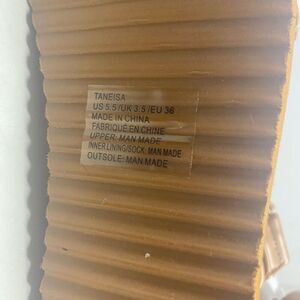 TANEISA
US 5.5/UK 3.5/EU 36
MADE IN CHINA
FABRIQUÉ EN CHINE
UPPER: MAN MADE
INNER LINING/SOCK: MAN MADE
OUTSOLE: MAN MADE